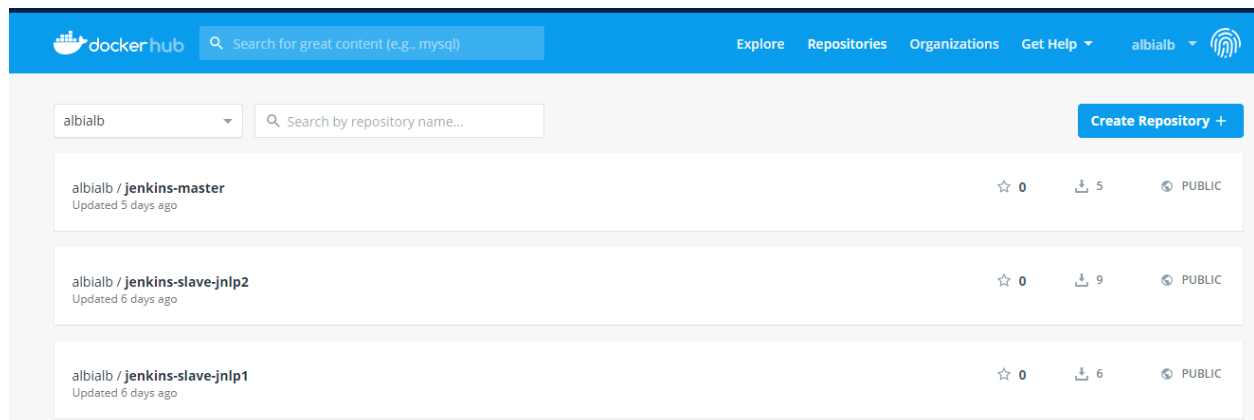 dockerhub Search for great content (e.g., mysql) Explore Repositories Organizations Get Help albialb
albialb Search by repository name... Create Repository +
albialb / jenkins-master 0 5 PUBLIC
Updated 5 days ago
albialb / jenkins-slave-jnlp2 0 9 PUBLIC
Updated 6 days ago
albialb / jenkins-slave-jnlp1 0 6 PUBLIC
Updated 6 days ago